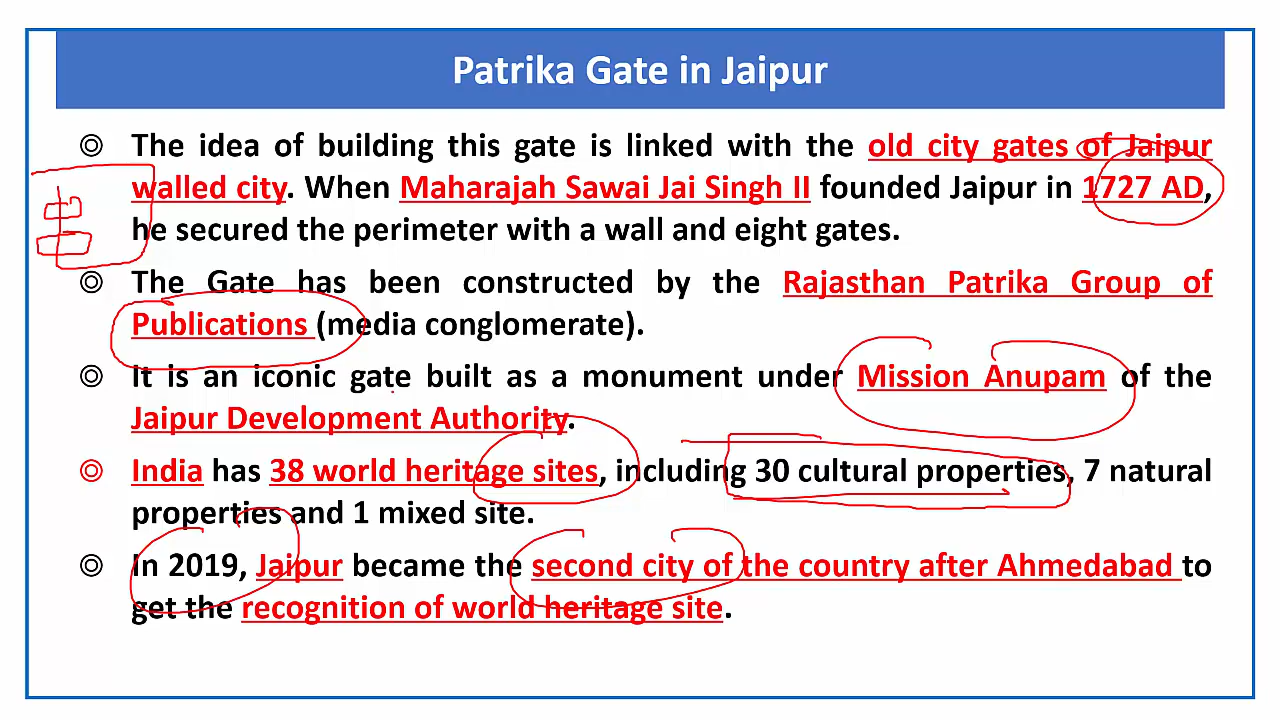 Patrika Gate in Jaipur
◎ The idea of building this gate is linked with the old city gates of Jaipur
walled city. When Maharajah Sawai Jai Singh II founded Jaipur in 1727 AD,
he secured the perimeter with a wall and eight gates.
◎ The Gate has been constructed by the Rajasthan Patrika Group of
Publications (media conglomerate).
◎ It is an iconic gate built as a monument under Mission Anupam of the
Jaipur Development Authority.
◎ India has 38 world heritage sites, including 30 cultural properties, 7 natural
properties and 1 mixed site.
◎ In 2019, Jaipur became the second city of the country after Ahmedabad to
get the recognition of world heritage site.